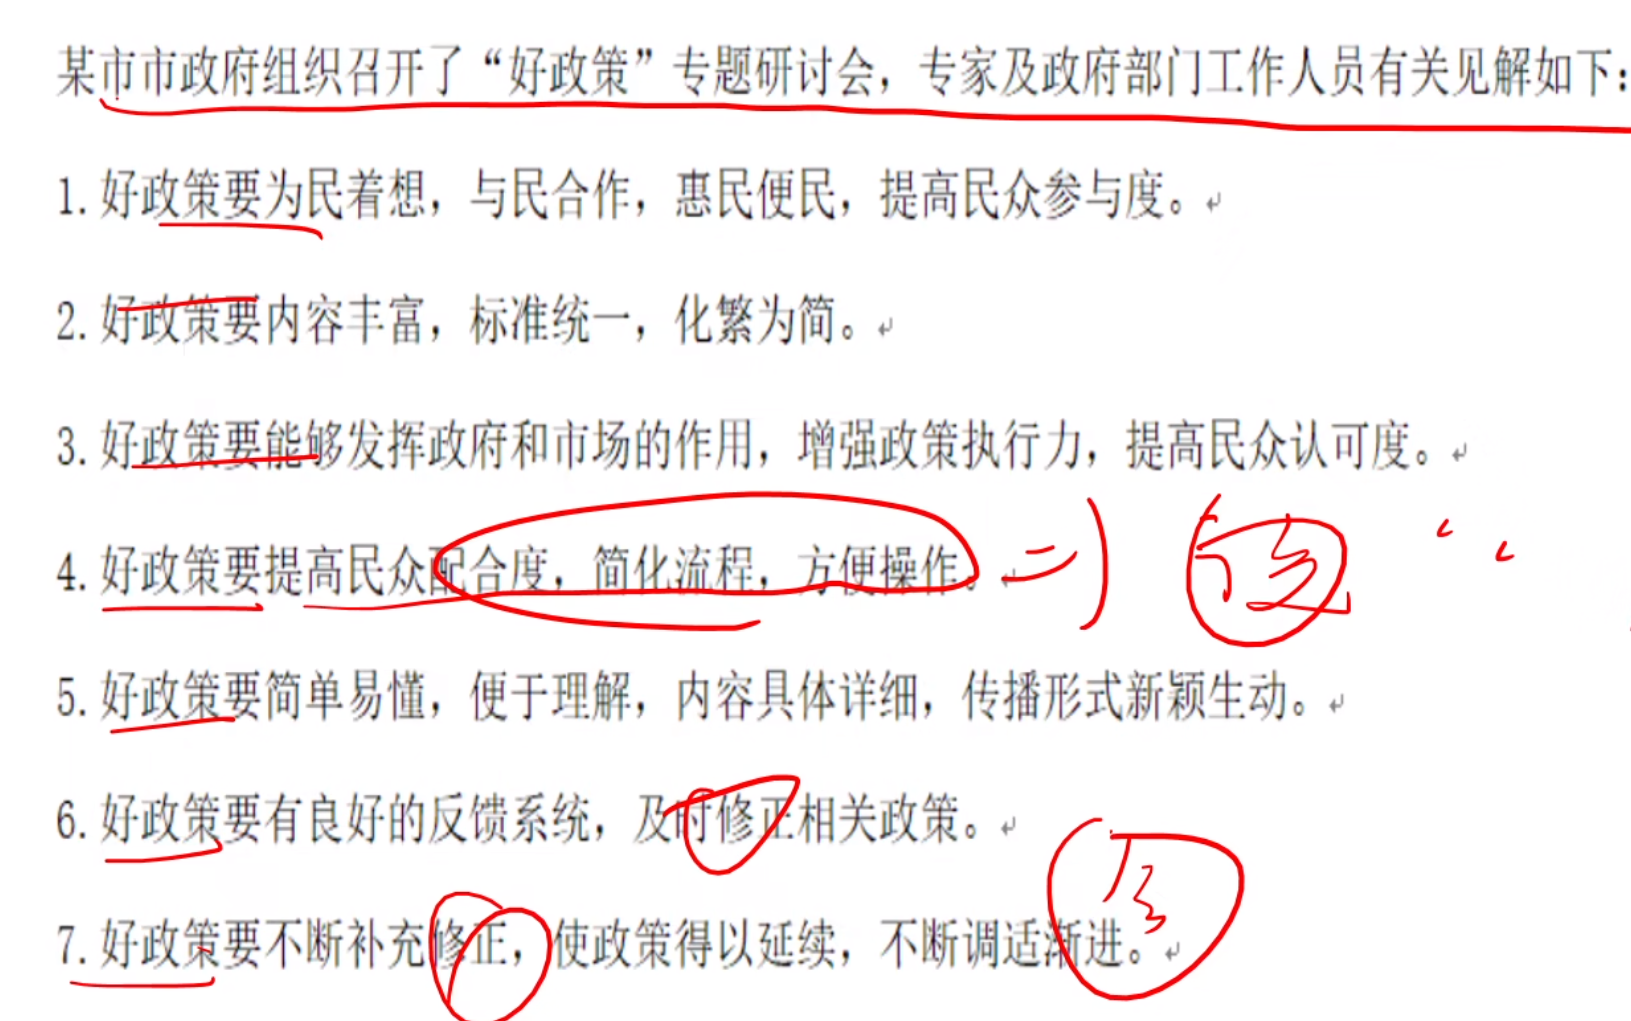 某市市政府组织召开了“好政策”专题研讨会，专家及政府部门工作人员有关见解如下：
1.好政策要为民着想，与民合作，惠民便民，提高民众参与度。
2.好政策要内容丰富，标准统一，化繁为简。
3.好政策要能够发挥政府和市场的作用，增强政策执行力，提高民众认可度。
4.好政策要提高民众配合度，简化流程，方便操作。
5.好政策要简单易懂，便于理解，内容具体详细，传播形式新颖生动。
6.好政策要有良好的反馈系统，及时修正相关政策。
7.好政策要不断补充修正，使政策得以延续，不断调适渐进。